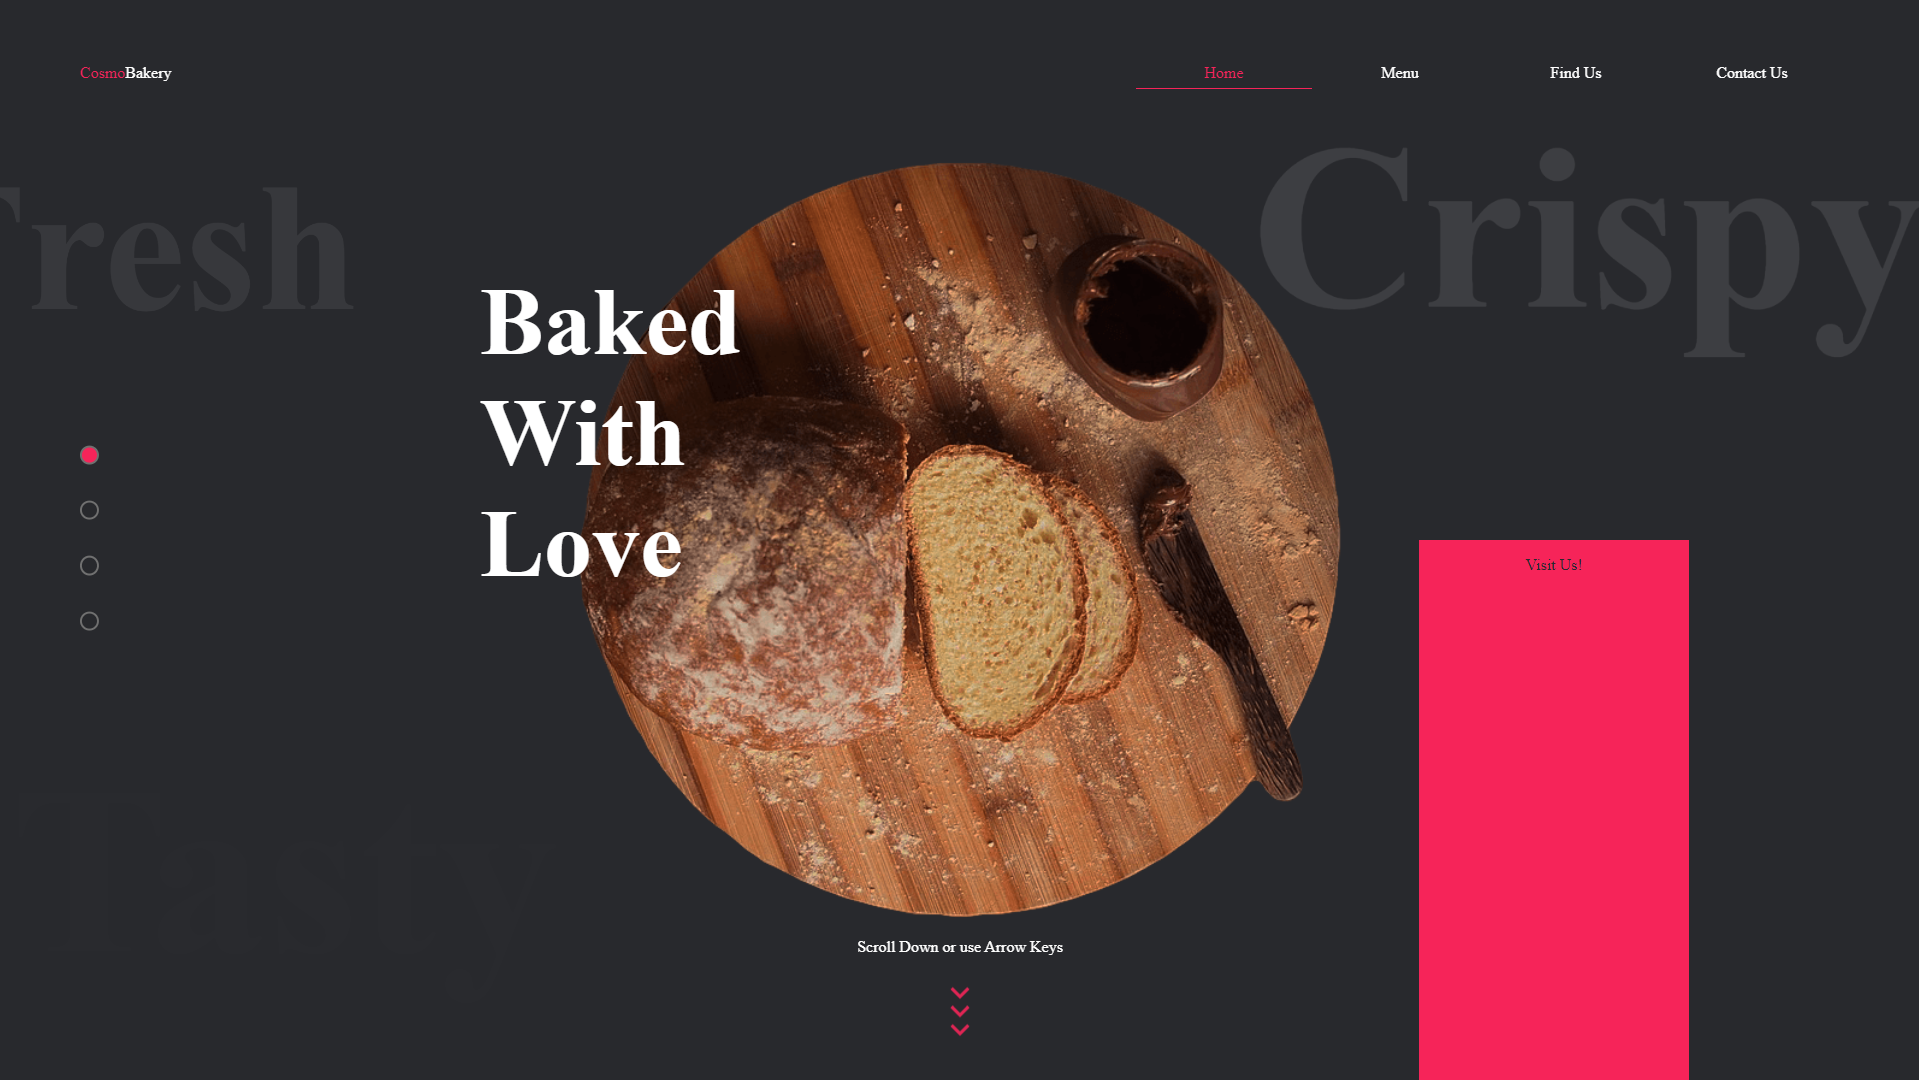 CosmoBakery
Home
Menu
Find Us
Contact Us
Fresh
Crispy
Baked
With
Love
Visit Us!
Tasty
Scroll Down or use Arrow Keys